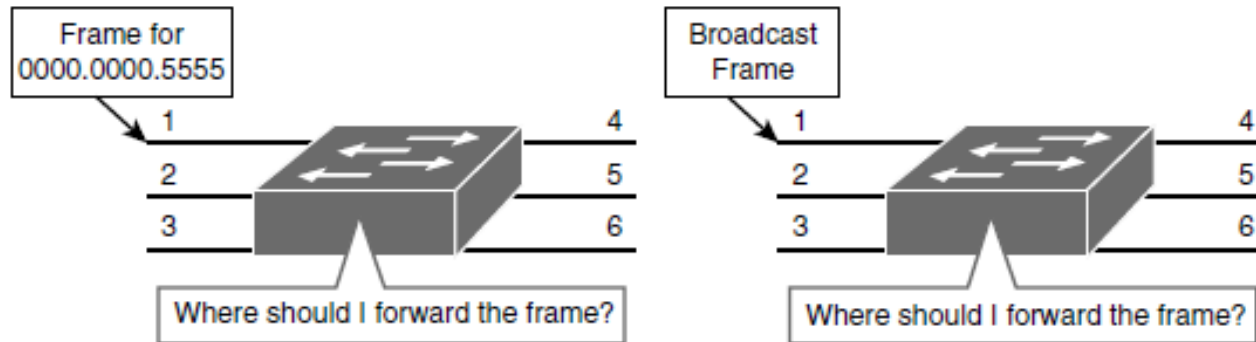 Frame for
0000.0000.5555
1
2
3
4
5
6
Where should I forward the frame?
Broadcast
Frame
1
2
3
4
5
6
Where should I forward the frame?